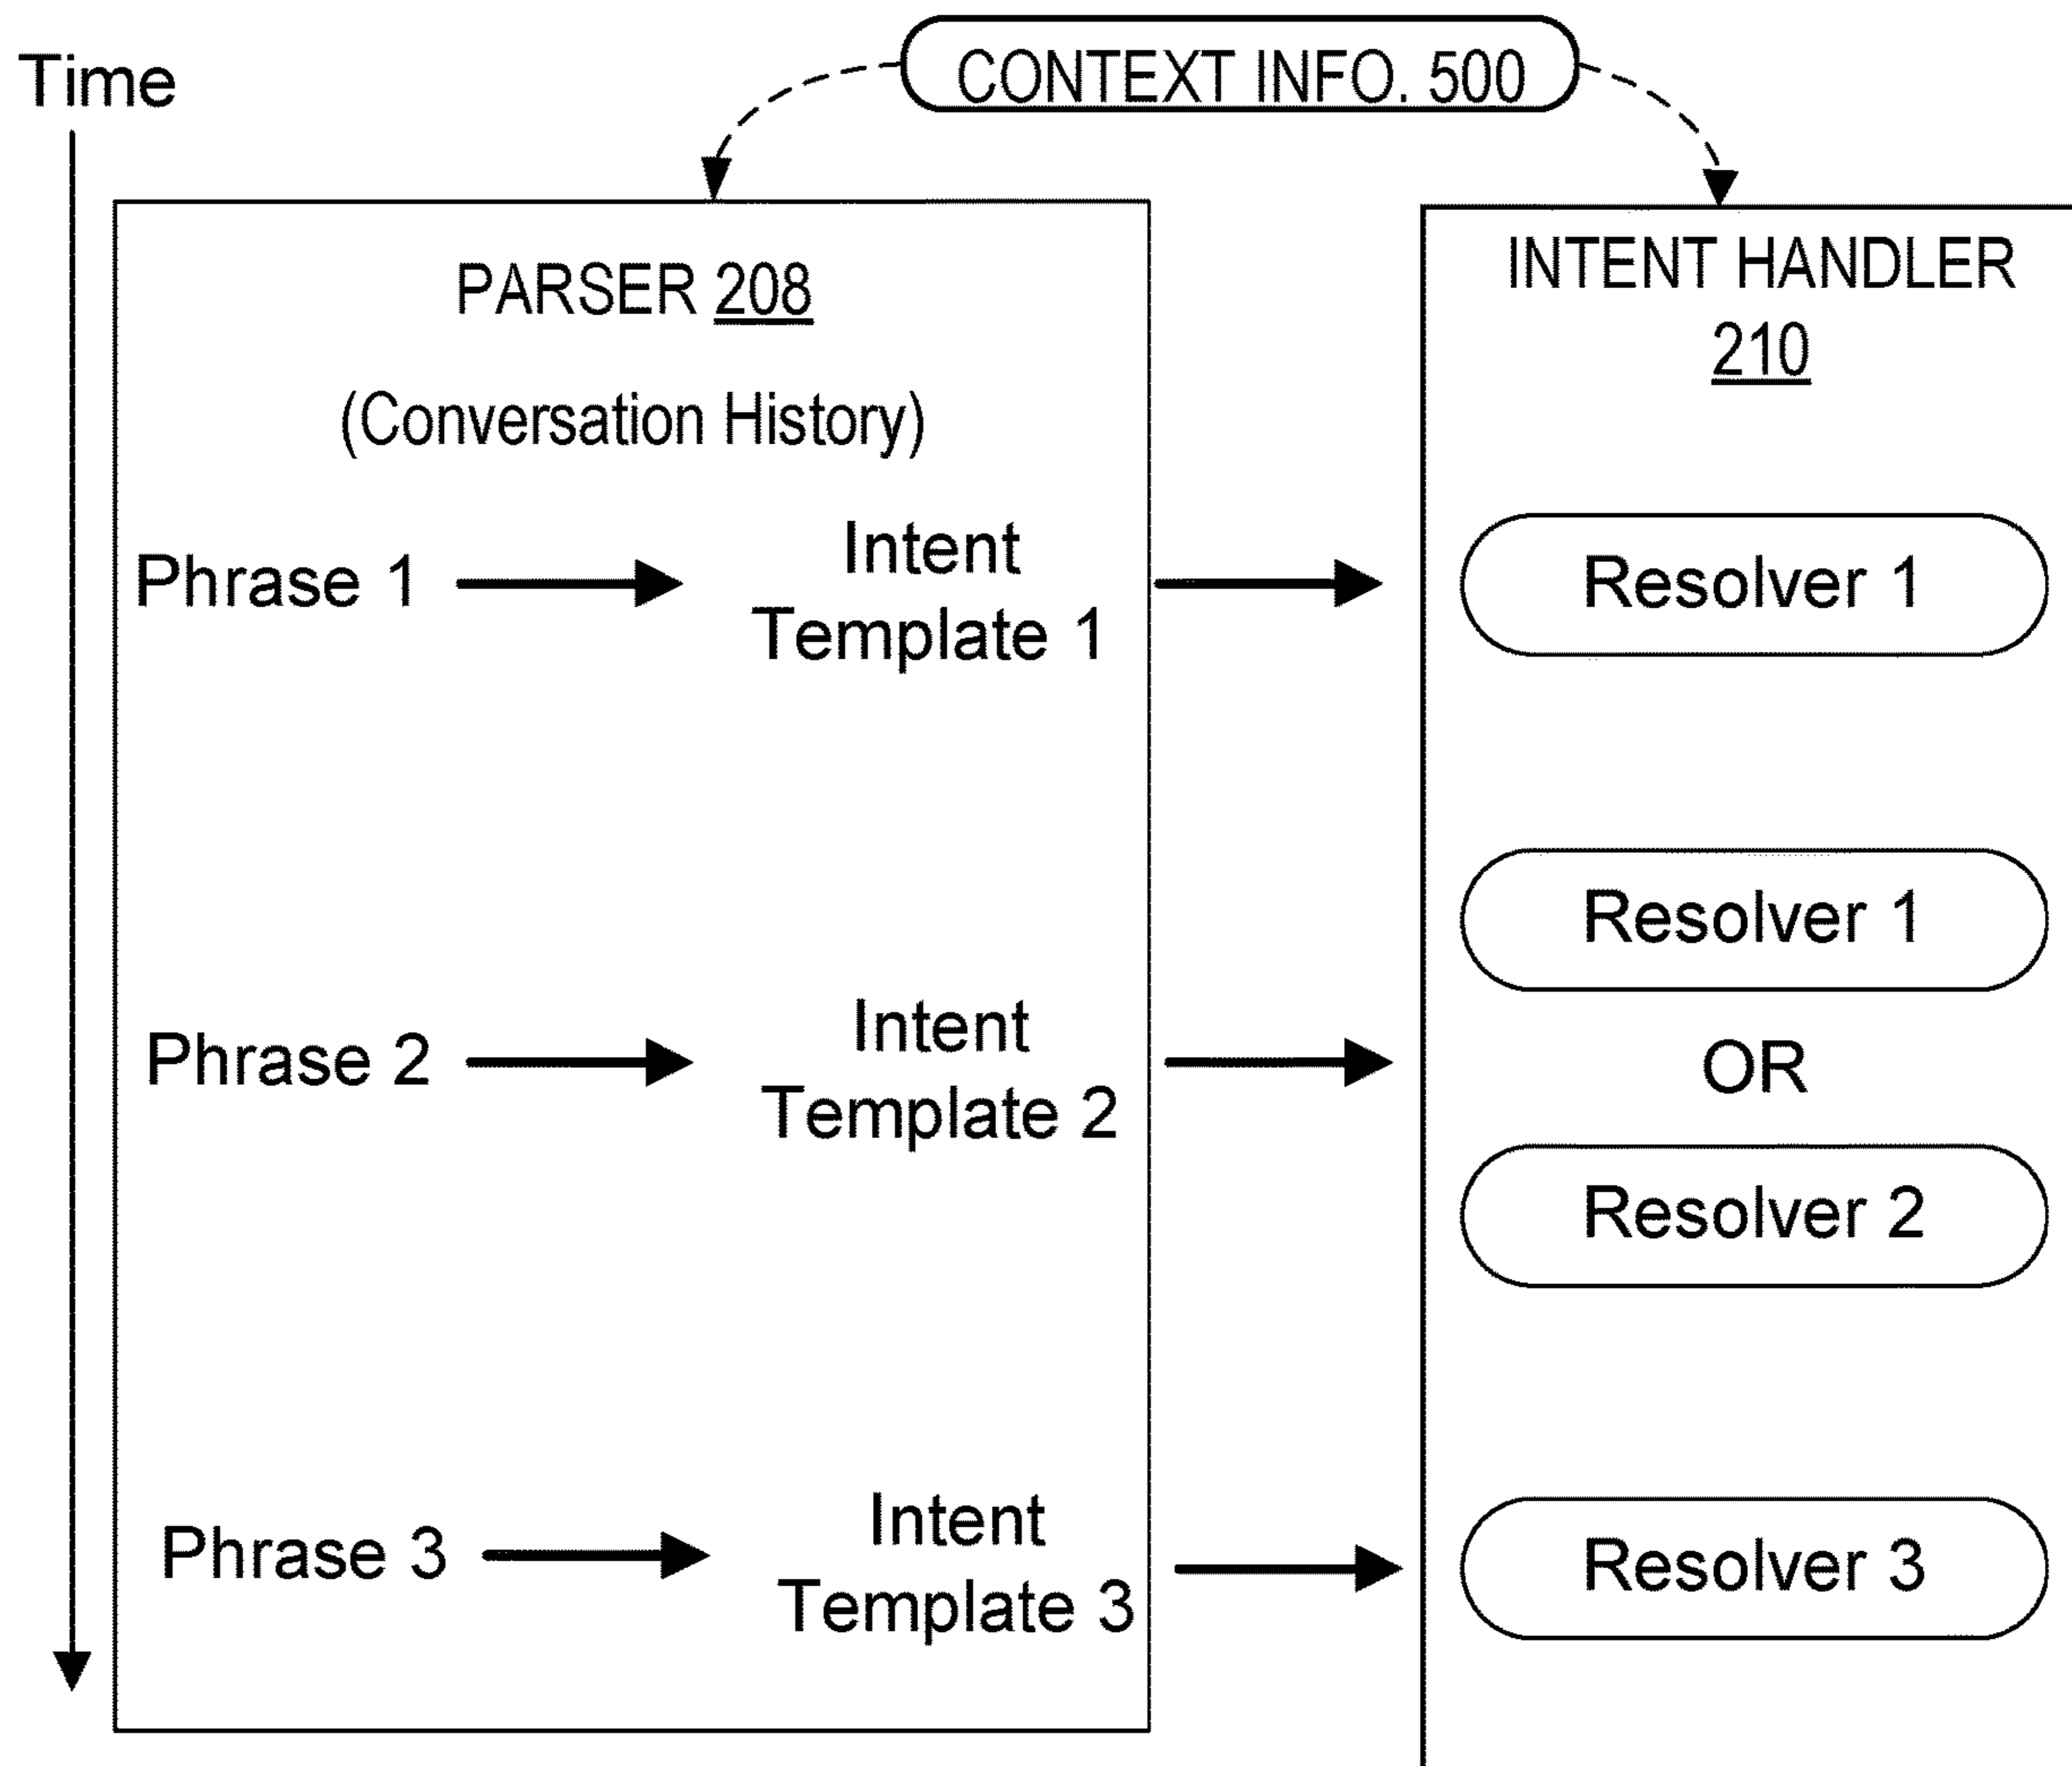 Time
CONTEXT INFO. 500
PARSER 208
(Conversation History)
INTENT HANDLER
210
Phrase 1
Intent
Template 1
Resolver 1
Phrase 2
Intent
Template 2
Resolver 1
OR
Resolver 2
Phrase 3
Intent
Template 3
Resolver 3